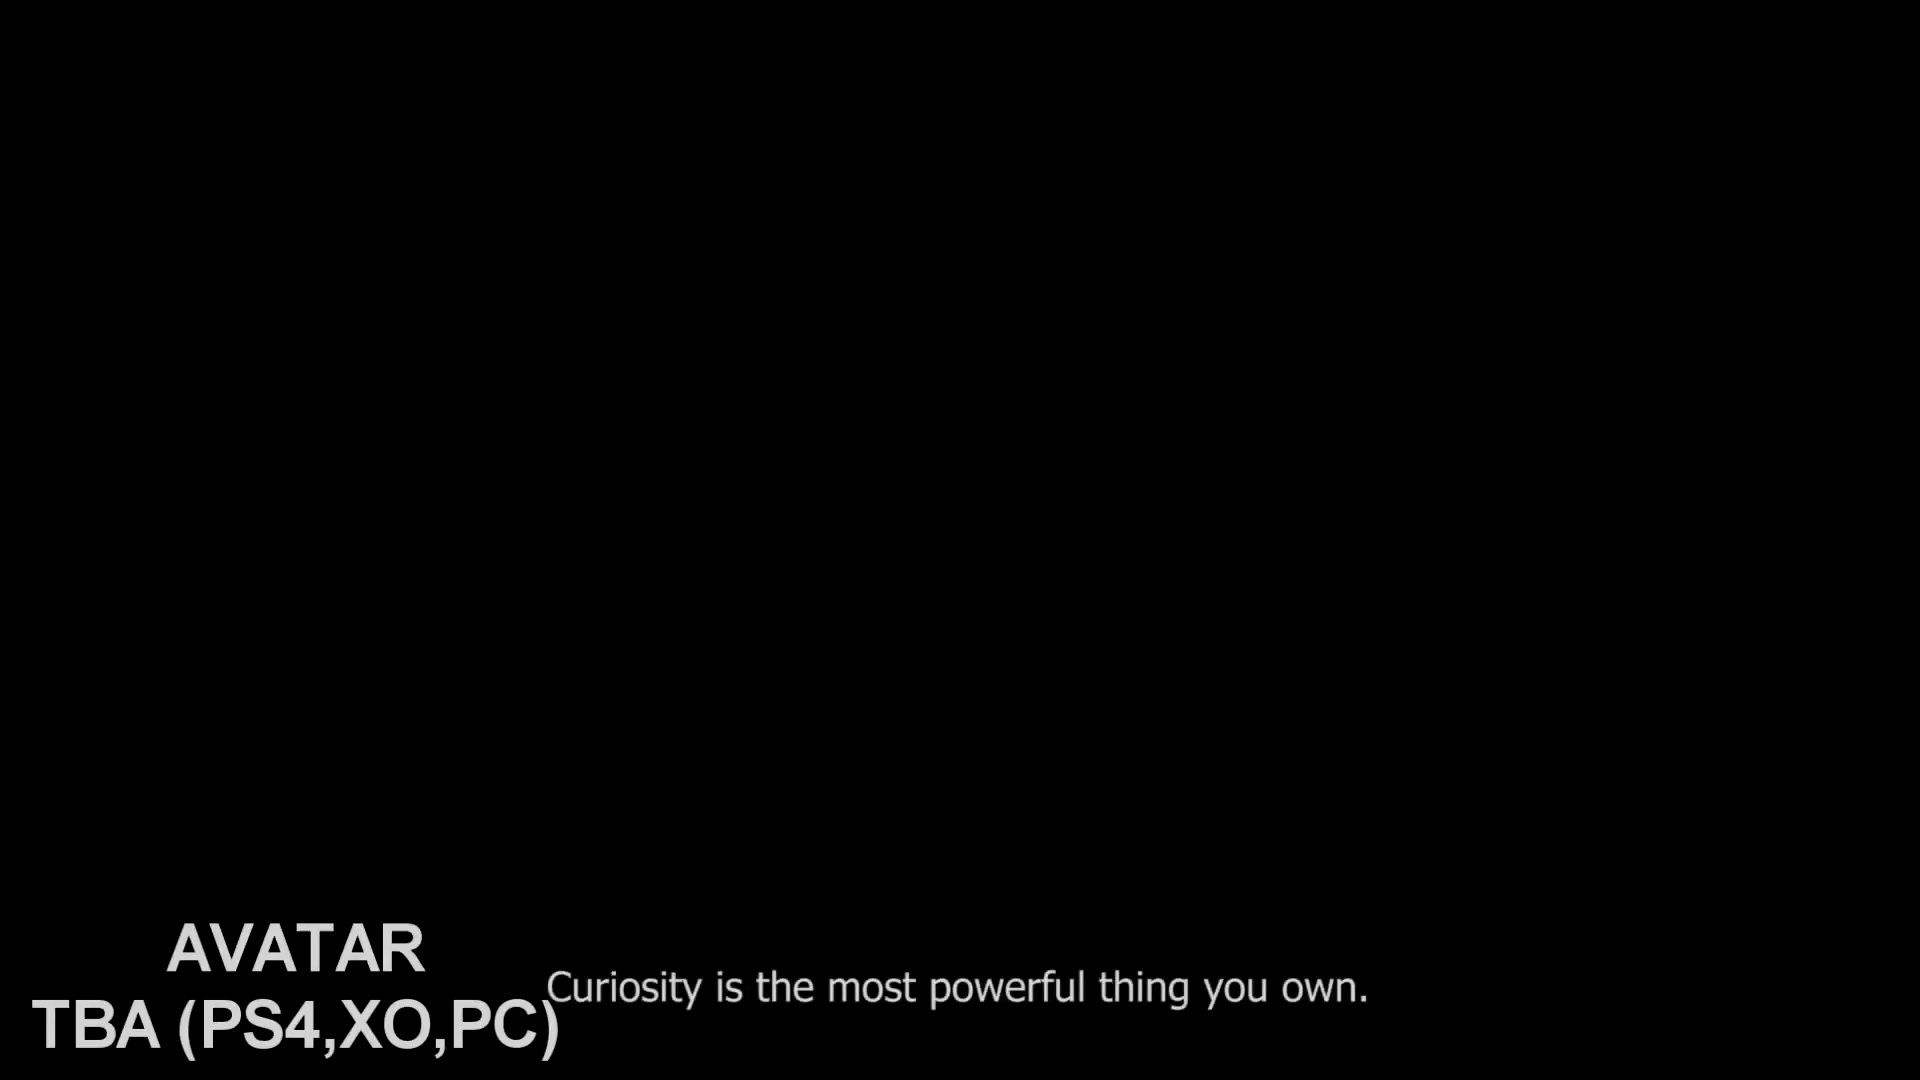 AVATAR
TBA (PS4,XO,PC)
Curiosity is the most powerful thing you own.